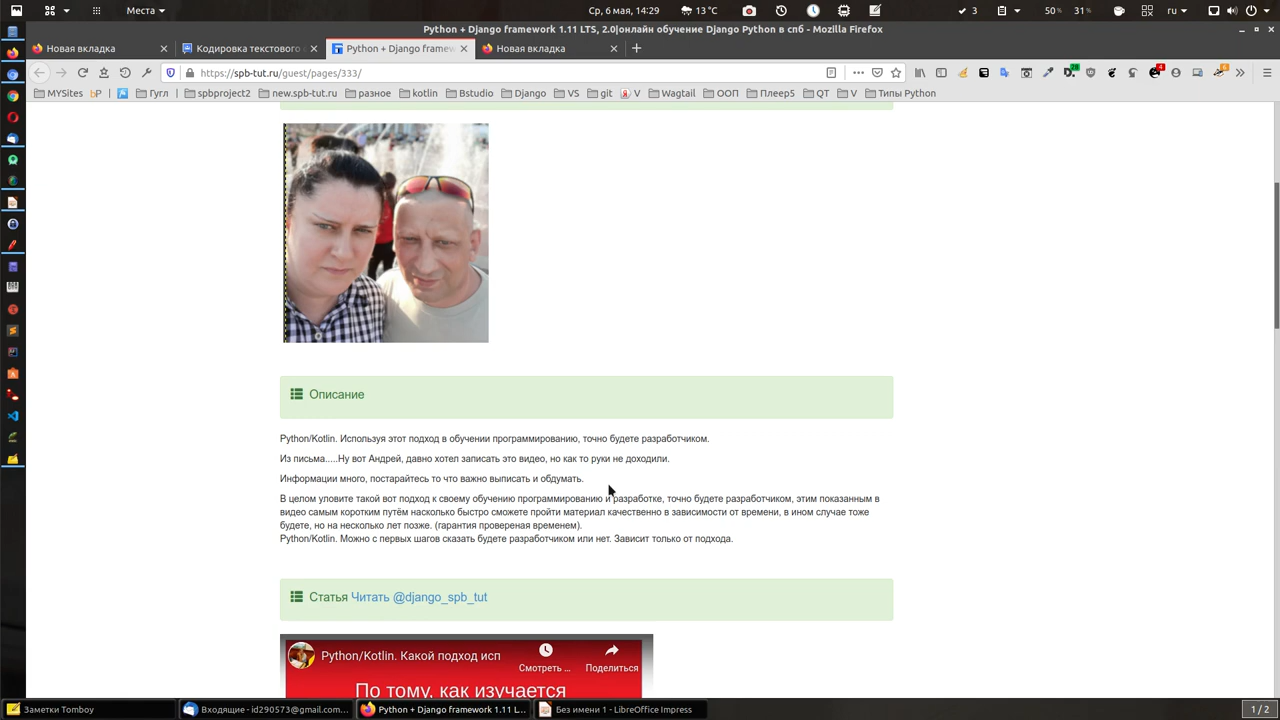 Места
Ср, 6 мая, 14:29
13°C
3
50%
31%
ru
Python + Django framework 1.11 LTS, 2.0|онлайн обучение Django Python в спб - Mozilla Firefox
Новая вкладка
Кодировка текстового
Python + Django framew
Новая вкладка
https://spb-tut.ru/guest/pages/333/
MYSites
bP
Гугл
spbproject2
new.spb-tut.ru
разное
kotlin
Bstudio
Django
VS
git
V
Wagtail
ООП
Плеер5
QT
V
Типы Python
Описание
Python/Kotlin. Используя этот подход в обучении программированию, точно будете разработчиком.
Из письма.....Ну вот Андрей, давно хотел записать это видео, но как то руки не доходили.
Информации много, постарайтесь то что важно выписать и обдумать.
В целом уловите такой вот подход к своему обучению программированию и разработке, точно будете разработчиком, этим показанным в
видео самым коротким путём насколько быстро сможете пройти материал качественно в зависимости от времени, в ином случае тоже
будете, но на несколько лет позже. (гарантия проверená временем).
Python/Kotlin. Можно с первых шагов сказать будете разработчиком или нет. Зависит только от подхода.
Статья Читать @django_spb_tut
Python/Kotlin. Какой подход исп
Смотреть ...
Поделиться
По тому, как изучается
Заметки Tomboy
Входящие - id290573@gmail.com...
Python + Django framework 1.11 L...
Без имени 1 - LibreOffice Impress
1 / 2